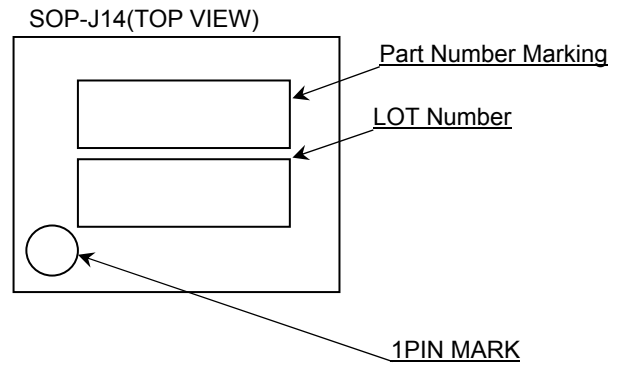 SOP-J14(TOP VIEW)
Part Number Marking
LOT Number
1PIN MARK